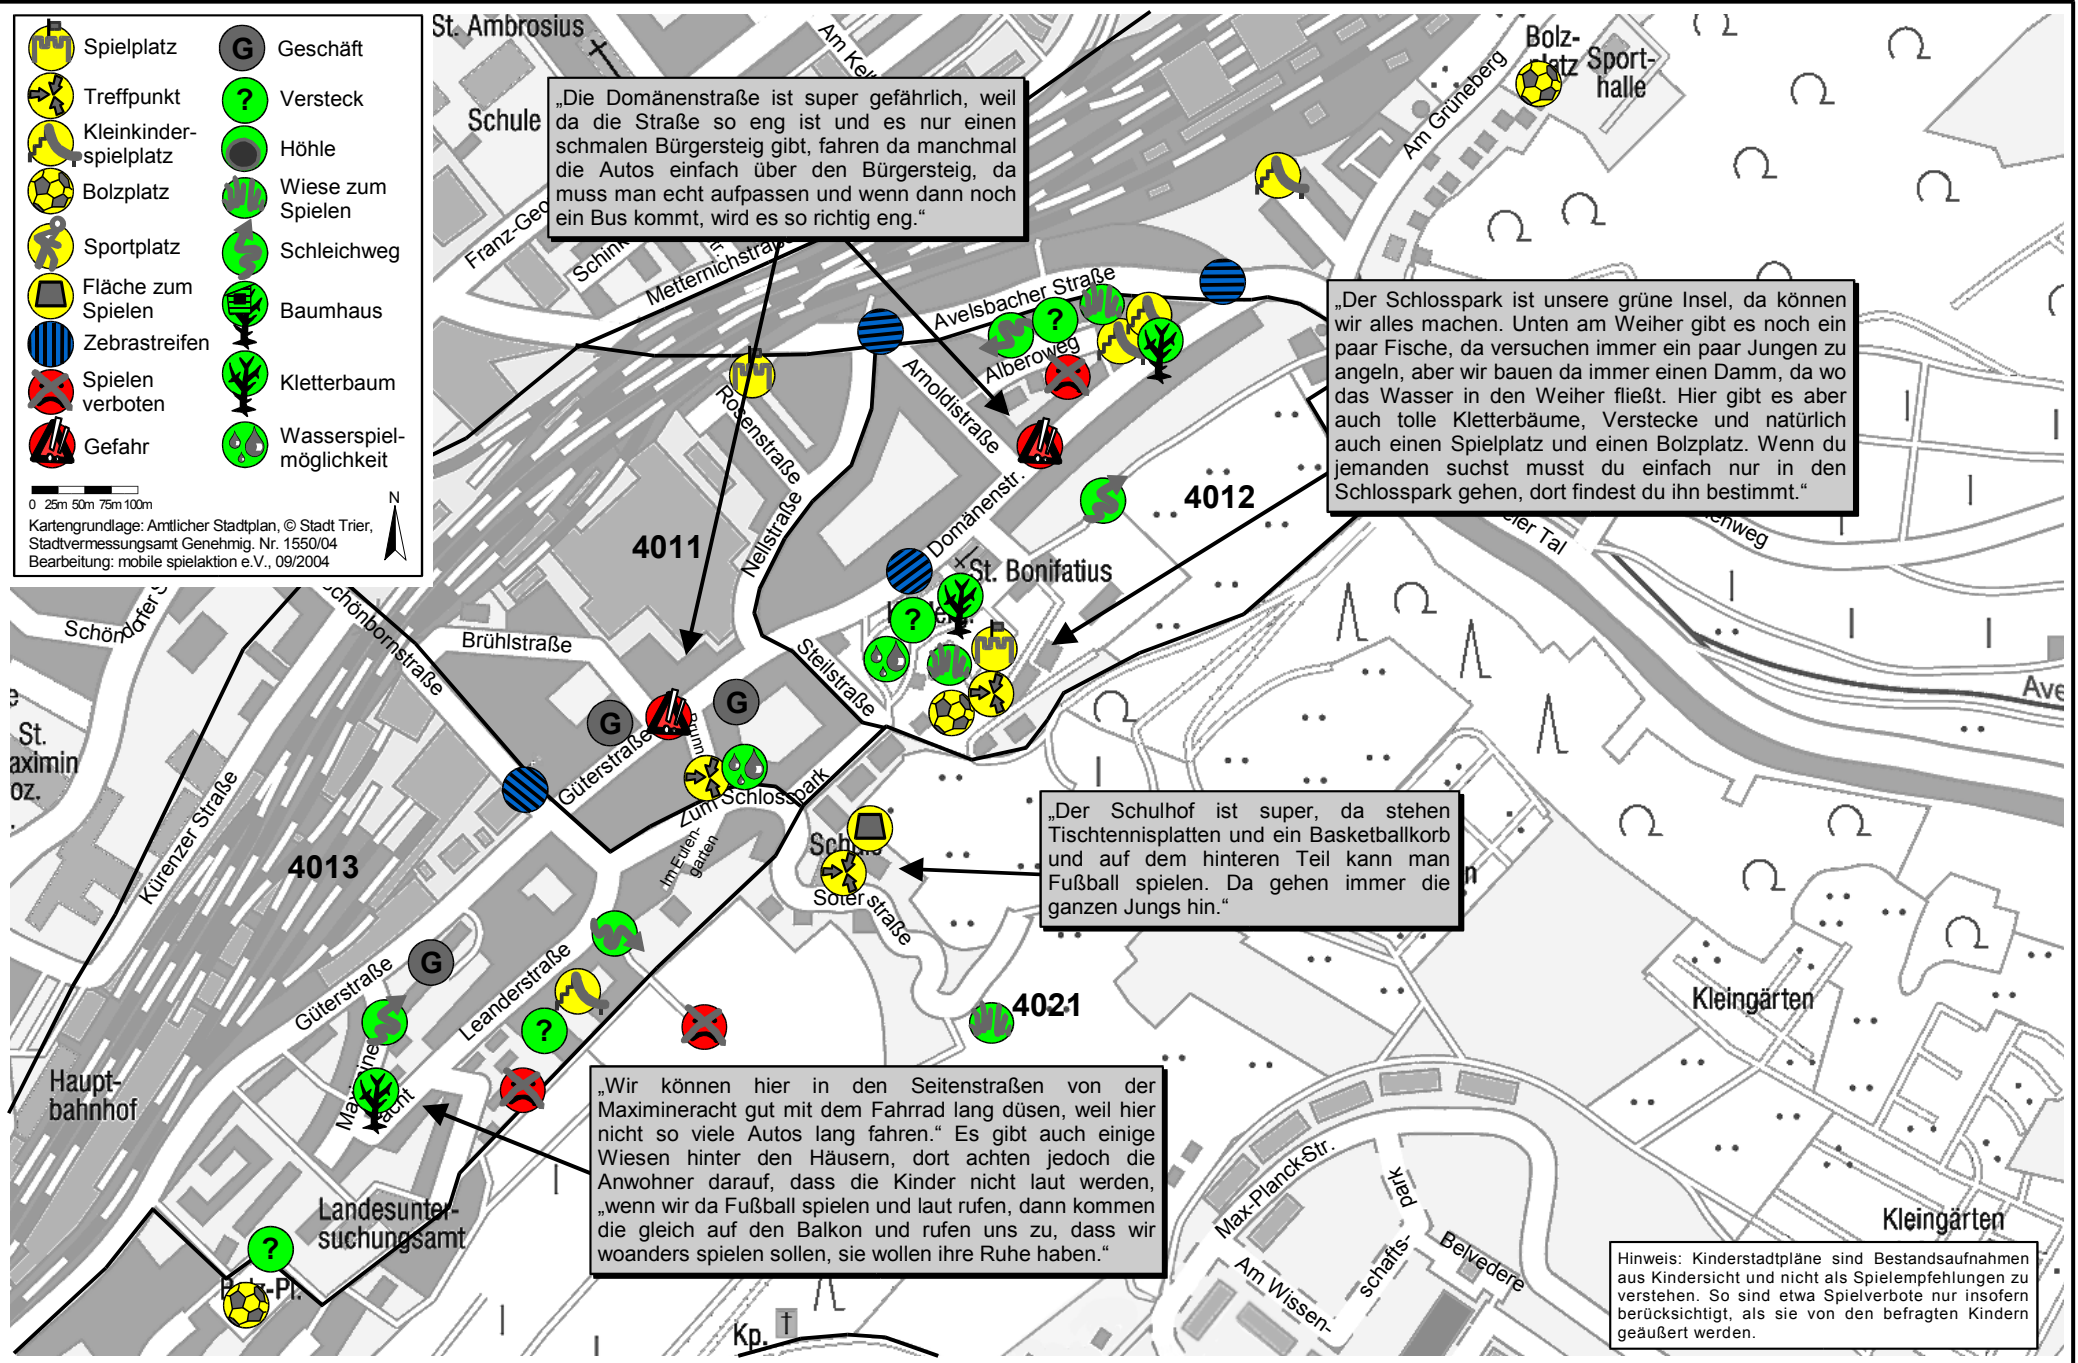 Spielplatz
Treffpunkt
Kleinkinder-
spielplatz
Bolzplatz
Sportplatz
Fläche zum
Spielen
Zebrastreifen
Spielen
verboten
Gefahr
G
Geschäft
?
Versteck
Höhle
Wiese zum
Spielen
Schleichweg
Baumhaus
Kletterbaum
Wasserspiel-
möglichkeit
0 25m 50m 75m 100m
N
Kartengrundlage: Amtlicher Stadtplan, © Stadt Trier,
Stadtvermessungsamt Genehmig. Nr. 1550/04
Bearbeitung: mobile spielaktion e.V., 09/2004
St. Ambrosius
Schule
„Die Domänenstraße ist super gefährlich, weil
da die Straße so eng ist und es nur einen
schmalen Bürgersteig gibt, fahren da manchmal
die Autos einfach über den Bürgersteig, da
muss man echt aufpassen und wenn dann noch
ein Bus kommt, wird es so richtig eng.“
Metternichstraße
Bolz-
platz
Sport-
halle
Am Grüneberg
Avelsbacher Straße
?
Alberoweg
Arnoldistraße
Rosenstraße
Nellstraße
Domänenstr.
4011
4012
„Der Schlosspark ist unsere grüne Insel, da können
wir alles machen. Unten am Weiher gibt es noch ein
paar Fische, da versuchen immer ein paar Jungen zu
angeln, aber wir bauen da immer einen Damm, da wo
das Wasser in den Weiher fließt. Hier gibt es aber
auch tolle Kletterbäume, Verstecke und natürlich
auch einen Spielplatz und einen Bolzplatz. Wenn du
jemanden suchst musst du einfach nur in den
Schlosspark gehen, dort findest du ihn bestimmt.“
St. Bonifatius
?
Steilstraße
Brühlstraße
Schönbornstraße
G
G
Güterstraße
Zum Schlosspark
Im Eulen-
garten
Kürenzer Straße
St.
4013
Schule
Soterstraße
„Der Schulhof ist super, da stehen
Tischtennisplatten und ein Basketballkorb
und auf dem hinteren Teil kann man
Fußball spielen. Da gehen immer die
ganzen Jungs hin.“
4021
Kleingärten
Güterstraße
G
Leanderstraße
?
Haupt-
bahnhof
„Wir können hier in den Seitenstraßen von der
Maximineracht gut mit dem Fahrrad lang düsen, weil hier
nicht so viele Autos lang fahren.“ Es gibt auch einige
Wiesen hinter den Häusern, dort achten jedoch die
Anwohner darauf, dass die Kinder nicht laut werden,
„wenn wir da Fußball spielen und laut rufen, dann kommen
die gleich auf den Balkon und rufen uns zu, dass wir
woanders spielen sollen, sie wollen ihre Ruhe haben.“
Landesunter-
suchungsamt
?
Max-Planck-Str.
Am Wissen-
schafts-
park
Belvedere
Kleingärten
Kp.
Hinweis: Kinderstadtpläne sind Bestandsaufnahmen
aus Kindersicht und nicht als Spielempfehlungen zu
verstehen. So sind etwa Spielverbote nur insofern
berücksichtigt, als sie von den befragten Kindern
geäußert werden.